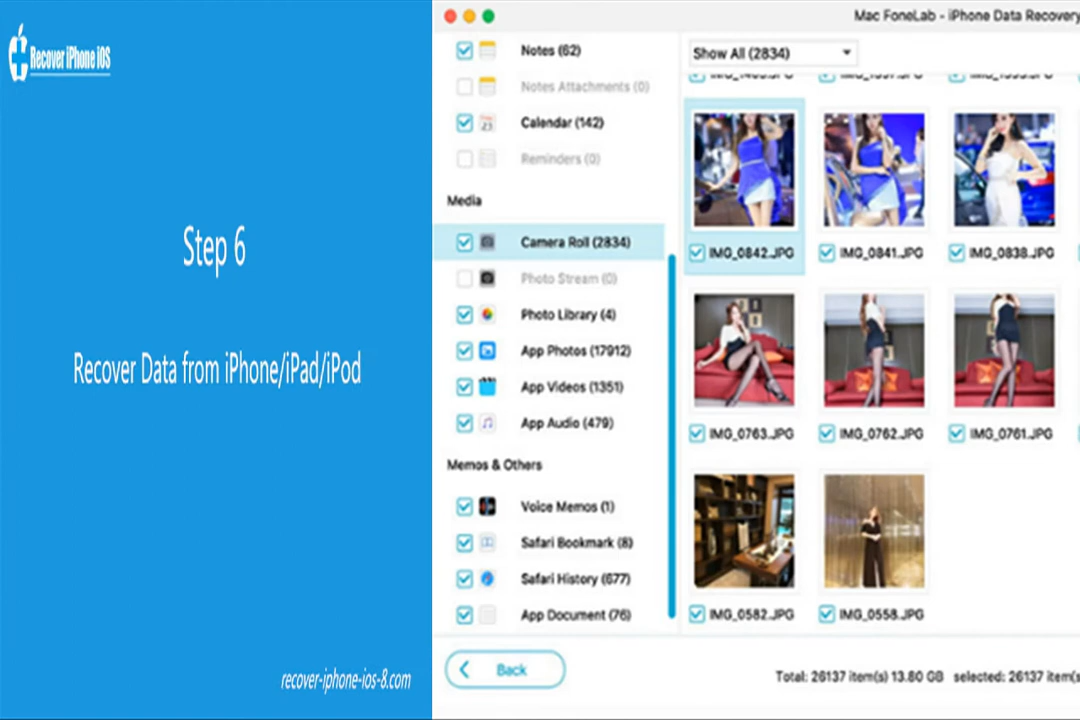 Recover iPhone iOS
Step 6
Recover Data from iPhone/iPad/iPod
recover-iphone-ios-8.com
Mac FoneLab - iPhone Data Recovery
Notes (62)
Notes Attachments (0)
Calendar (142)
Reminders (0)
Media
Camera Roll (2834)
Photo Stream (0)
Photo Library (4)
App Photos (17912)
App Videos (1351)
App Audio (479)
Memos & Others
Voice Memos (1)
Safari Bookmark (8)
Safari History (677)
App Document (76)
Back
Show All (2834)
IMG_0842.JPG IMG_0841.JPG IMG_0838.JPG
IMG_0763.JPG IMG_0762.JPG IMG_0761.JPG
IMG_0582.JPG IMG_0558.JPG
Total: 26137 item(s) 13.80 GB selected: 26137 item(s